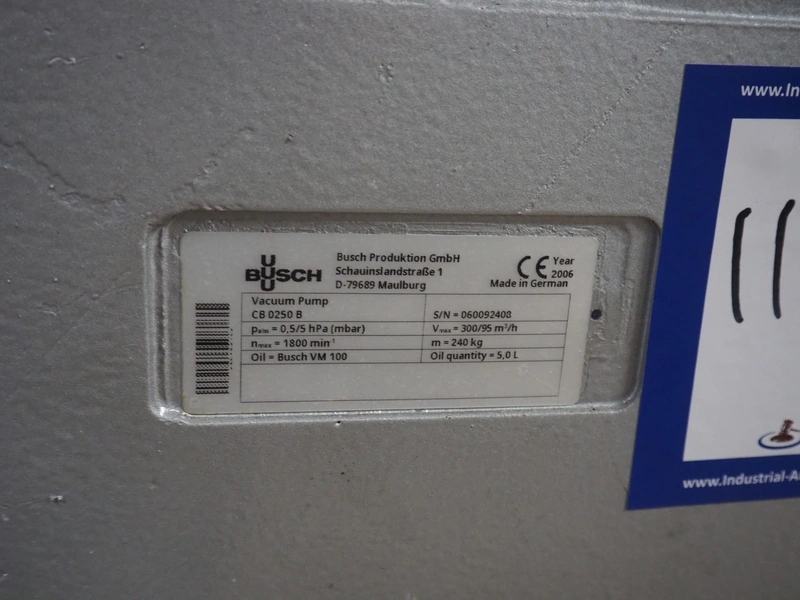 www.In
BUSCH
Busch Produktion GmbH
Schauinslandstraße 1
D-79689 Maulburg
CE Year
2006
Made in German
Vacuum Pump
CB 0250 B
S/N = 060092408
= 0,5/5 hPa (mbar)
Vmax = 300/95 m³/h
nmax = 1800 min-1
m = 240 kg
Oil = Busch VM 100
Oil quantity = 5,0 L
11
www.Industrial-A